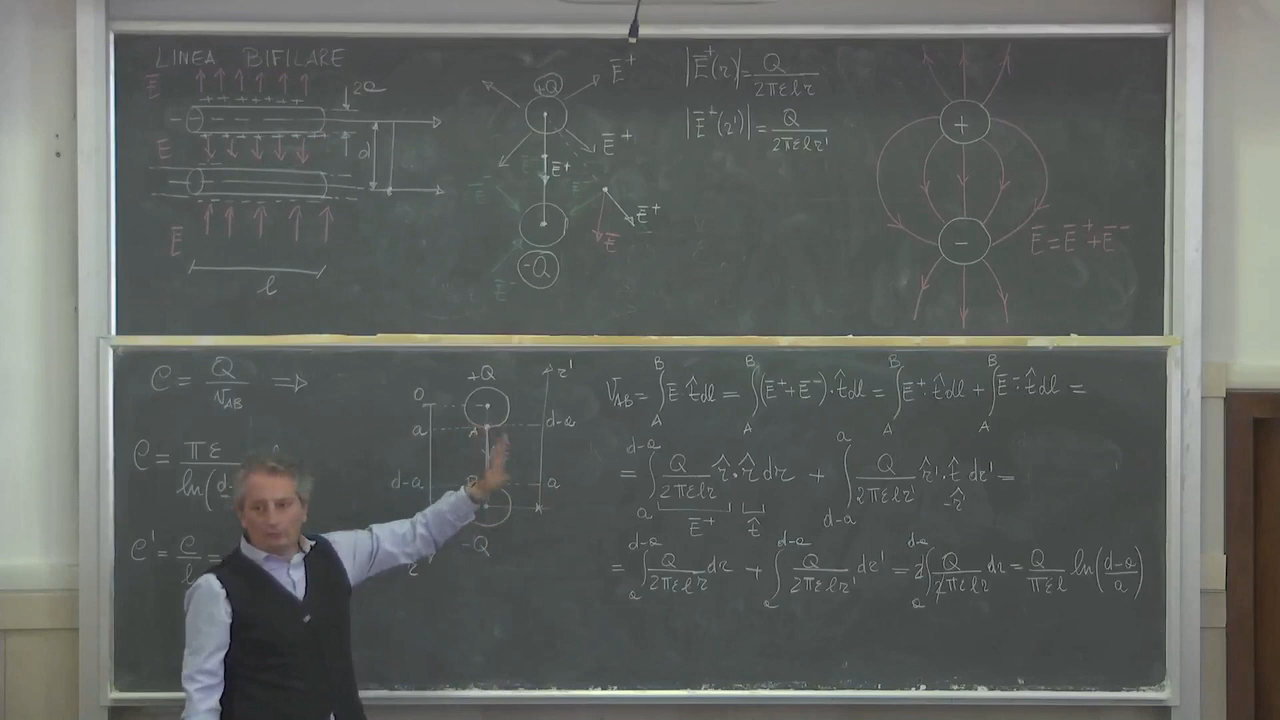 LINEA BIFILARE
E̅
2a
+ + + + + +
E
d
E̅
l
+Q
E̅⁺
E̅⁺
E̅⁺
E̅⁻
E̅⁺
E̅
-Q
E̅⁻
|E̅⁺(r)| = Q/2πεlr
|E̅⁺(r')| = Q/2πεlr'
+
−
E̅ = E̅⁺ + E̅⁻
C = Q/V_AB ⟹
C = πε
ln(d-
C' = C/l =
+Q
0
a
A
d-a
r'
d-a
a
-Q
r
V_AB = ∫_A^B E̅·t̂ dl = ∫_A^B (E̅⁺+E̅⁻)·t̂ dl = ∫_A^B E̅⁺·t̂ dl + ∫_A^B E̅⁻·t̂ dl =
= ∫_a^{d-a} Q/2πεlr r̂·r̂ dr + ∫_{d-a}^a Q/2πεlr' r̂'·t̂ dr' =
E̅⁺ t̂ -r̂'
= ∫_a^{d-a} Q/2πεlr dr + ∫_a^{d-a} Q/2πεlr' dr' = 2∫_a^{d-a} Q/2πεlr dr = Q/πεl ln(d-a/a)